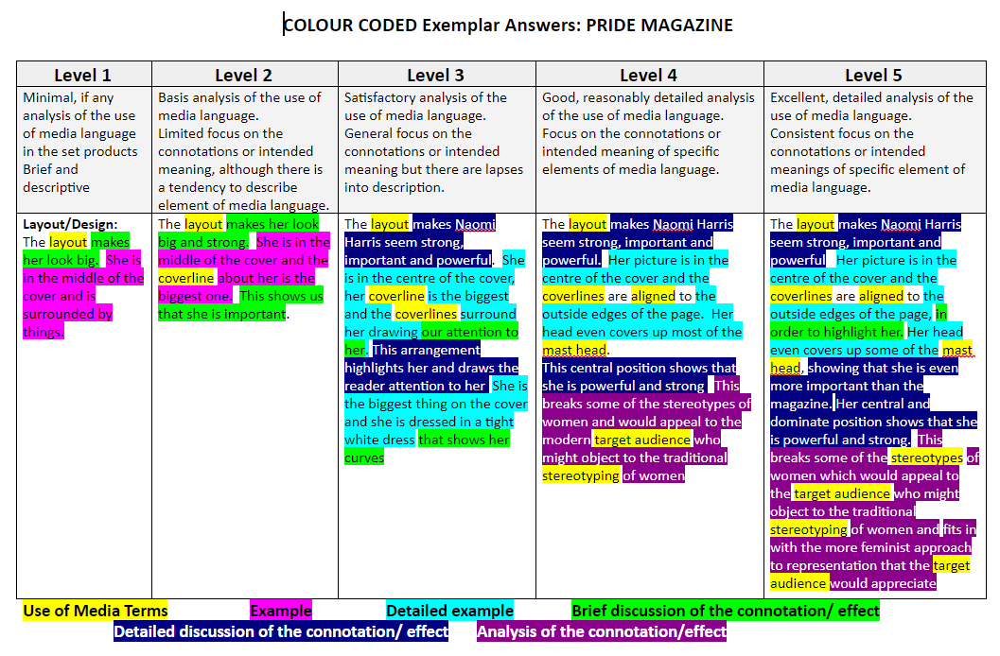 COLOUR CODED Exemplar Answers: PRIDE MAGAZINE
Level 1
Minimal, if any
analysis of the use
of media language
in the set products
Brief and
descriptive
Layout/Design:
The layout makes
her look big. She is
in the middle of the
cover and is
surrounded by
things.
Level 2
Basis analysis of the use of
media language.
Limited focus on the
connotations or intended
meaning, although there is
a tendency to describe
element of media language.
The layout makes her look
big and strong. She is in the
middle of the cover and the
coverline about her is the
biggest one. This shows us
that she is important.
Level 3
Satisfactory analysis of the
use of media language.
General focus on the
connotations or intended
meaning but there are lapses
into description.
The layout makes Naomi
Harris seem strong,
important and powerful. She
is in the centre of the cover,
her coverline is the biggest
and the coverlines surround
her drawing our attention to
her. This arrangement
highlights her and draws the
reader attention to her She is
the biggest thing on the cover
and she is dressed in a tight
white dress that shows her
curves
Level 4
Good, reasonably detailed analysis
of the use of media language.
Focus on the connotations or
intended meaning of specific
elements of media language.
The layout makes Naomi Harris
seem strong, important and
powerful. Her picture is in the
centre of the cover and the
coverlines are aligned to the
outside edges of the page. Her
head even covers up most of the
mast head.
This central position shows that
she is powerful and strong This
breaks some of the stereotypes of
women and would appeal to the
modern target audience who
might object to the traditional
stereotyping of women
Level 5
Excellent, detailed analysis of the
use of media language.
Consistent focus on the
connotations or intended
meanings of specific element of
media language.
The layout makes Naomi Harris
seem strong, important and
powerful Her picture is in the
centre of the cover and the
coverlines are aligned to the
outside edges of the page, in
order to highlight her. Her head
even covers up some of the mast
head, showing that she is even
more important than the
magazine. Her central and
dominate position shows that she
is powerful and strong. This
breaks some of the stereotypes of
women which would appeal to
the target audience who might
object to the traditional
stereotyping of women and fits in
with the more feminist approach
to representation that the target
audience would appreciate
Use of Media Terms Example Detailed example Brief discussion of the connotation/ effect
Detailed discussion of the connotation/ effect Analysis of the connotation/effect